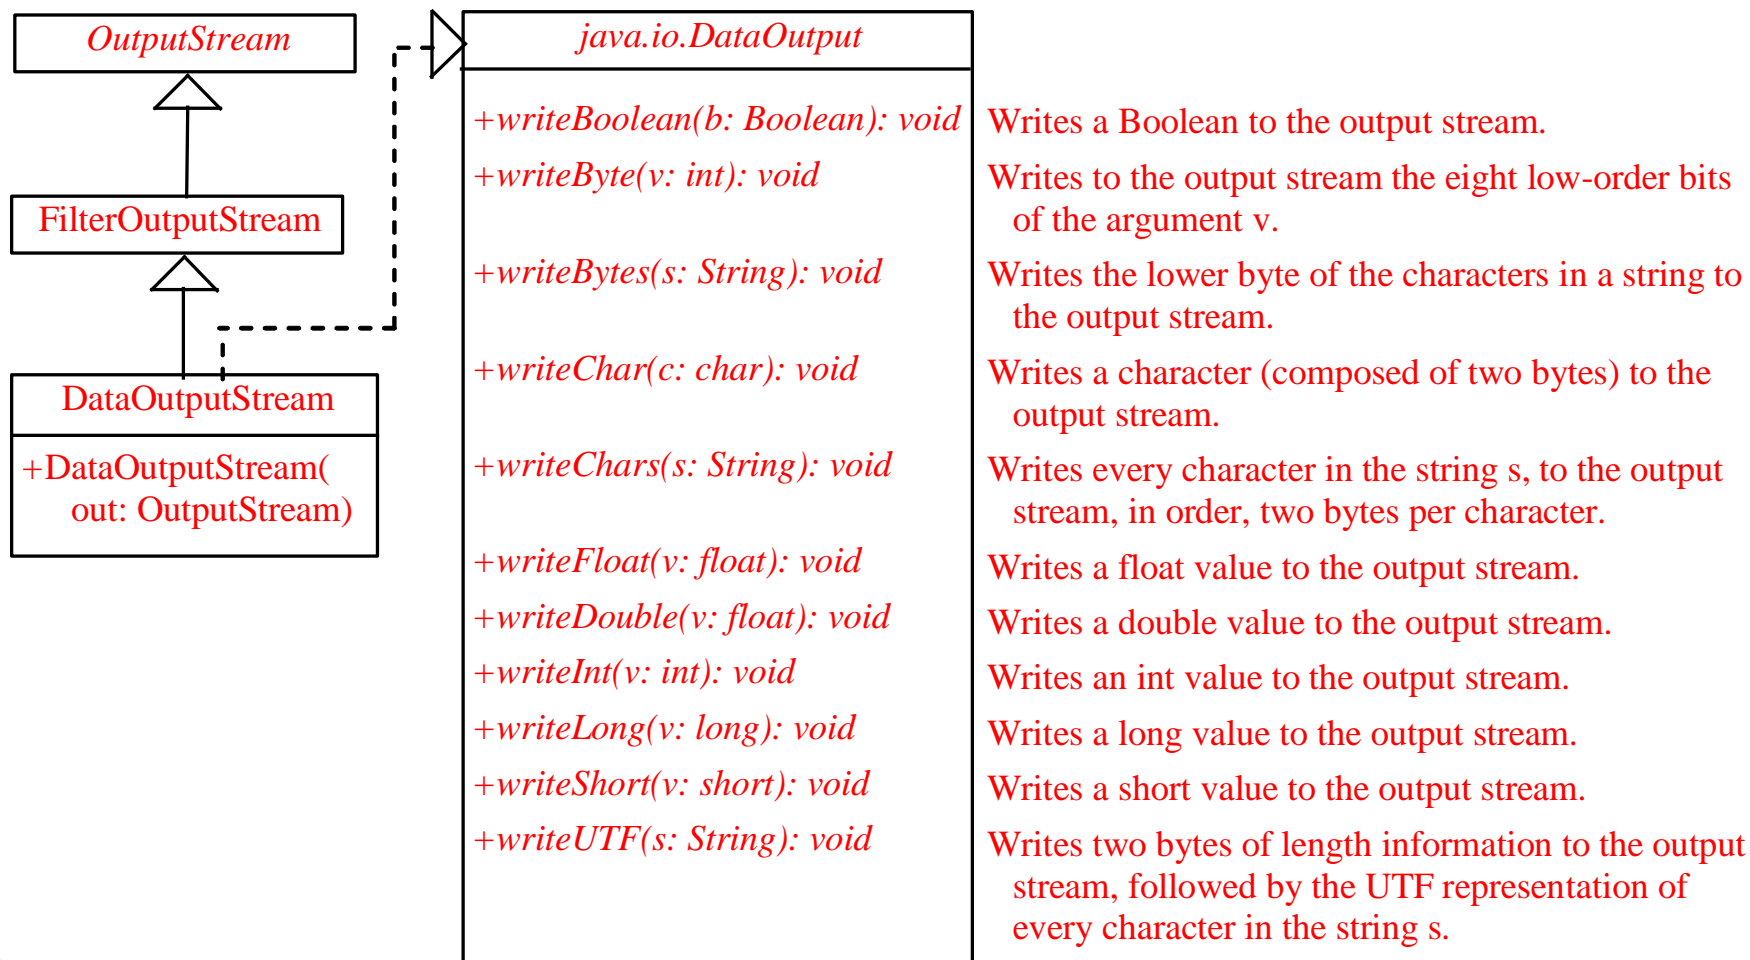 OutputStream
FilterOutputStream
DataOutputStream
+DataOutputStream(
out: OutputStream)
java.io.DataOutput
+writeBoolean(b: Boolean): void
Writes a Boolean to the output stream.
+writeByte(v: int): void
Writes to the output stream the eight low-order bits
of the argument v.
+writeBytes(s: String): void
Writes the lower byte of the characters in a string to
the output stream.
+writeChar(c: char): void
Writes a character (composed of two bytes) to the
output stream.
+writeChars(s: String): void
Writes every character in the string s, to the output
stream, in order, two bytes per character.
+writeFloat(v: float): void
Writes a float value to the output stream.
+writeDouble(v: float): void
Writes a double value to the output stream.
+writeInt(v: int): void
Writes an int value to the output stream.
+writeLong(v: long): void
Writes a long value to the output stream.
+writeShort(v: short): void
Writes a short value to the output stream.
+writeUTF(s: String): void
Writes two bytes of length information to the output
stream, followed by the UTF representation of
every character in the string s.